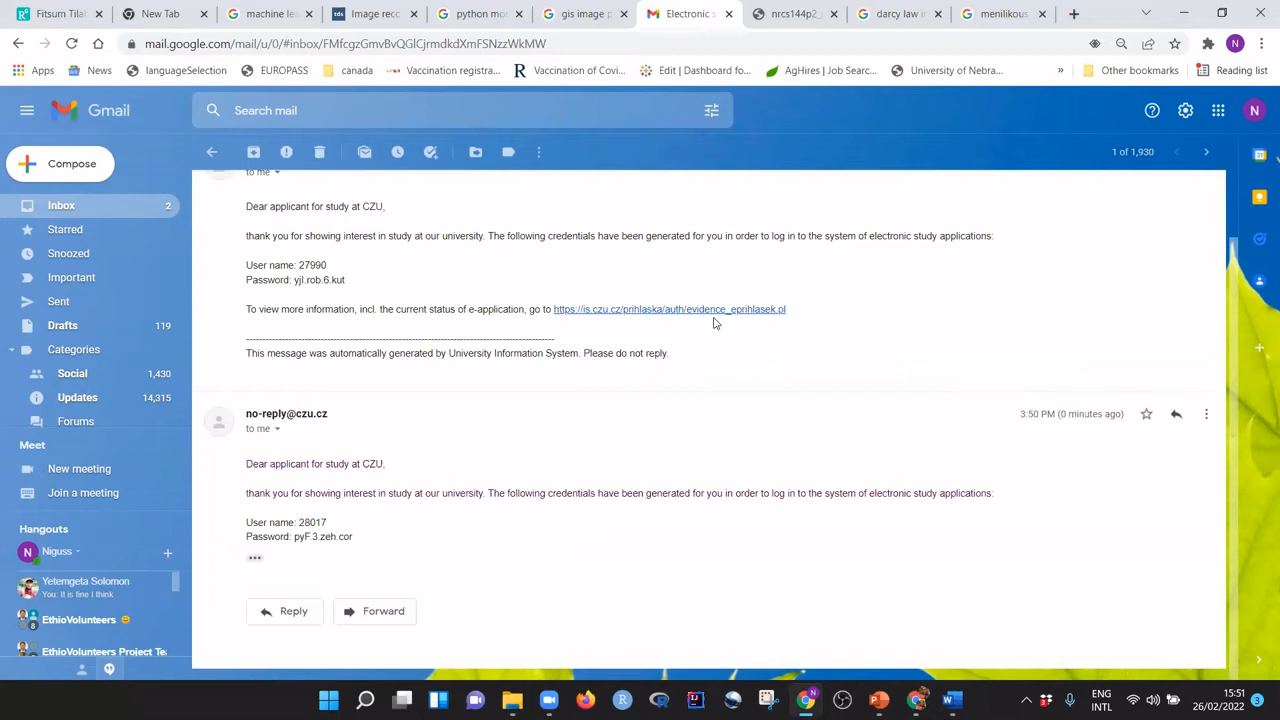 Fitsum Tilal
New Tab
machine lea
Image reco
python mo
gis image p
Electronic s
nrcs144p2_
darcy law in
menilikous
mail.google.com/mail/u/0/#inbox/FMfcgzGmvBvQGlCjrmdkdXmFSNzzWkMW
N
Apps
News
languageSelection
EUROPASS
canada
Vaccination registra...
Vaccination of Covi...
Edit | Dashboard fo...
AgHires | Job Searc...
University of Nebra...
»
Other bookmarks
Reading list
Gmail
Search mail
N
Compose
1 of 1,930
Inbox 2
Starred
Snoozed
Important
Sent
Drafts 119
Categories
Social 1,430
Updates 14,315
Forums
Meet
New meeting
Join a meeting
Hangouts
N Niguss
Yetemgeta Solomon
You: It is fine I think
EthioVolunteers
EthioVolunteers Project Te
to me
Dear applicant for study at CZU,
thank you for showing interest in study at our university. The following credentials have been generated for you in order to log in to the system of electronic study applications:
User name: 27990
Password: yjl.rob.6.kut
To view more information, incl. the current status of e-application, go to https://is.czu.cz/prihlaska/auth/evidence_eprihlasek.pl
--------------------------------------------------------------------------------
This message was automatically generated by University Information System. Please do not reply.
no-reply@czu.cz 3:50 PM (0 minutes ago)
to me
Dear applicant for study at CZU,
thank you for showing interest in study at our university. The following credentials have been generated for you in order to log in to the system of electronic study applications:
User name: 28017
Password: pyF.3.zeh.cor
Reply
Forward
ENG
INTL
15:51
26/02/2022
3